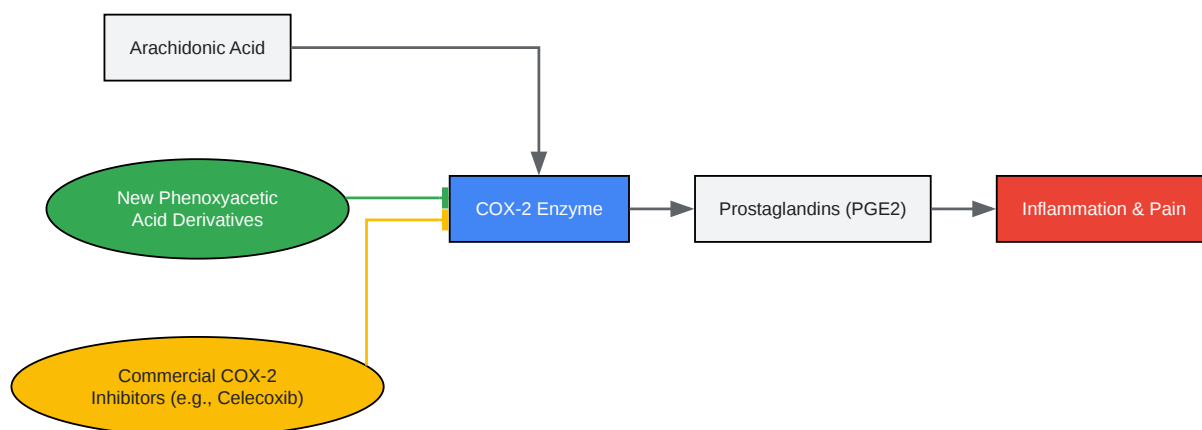 Arachidonic Acid
New Phenoxyacetic
Acid Derivatives
COX-2 Enzyme
Prostaglandins (PGE2)
Inflammation & Pain
Commercial COX-2
Inhibitors (e.g., Celecoxib)